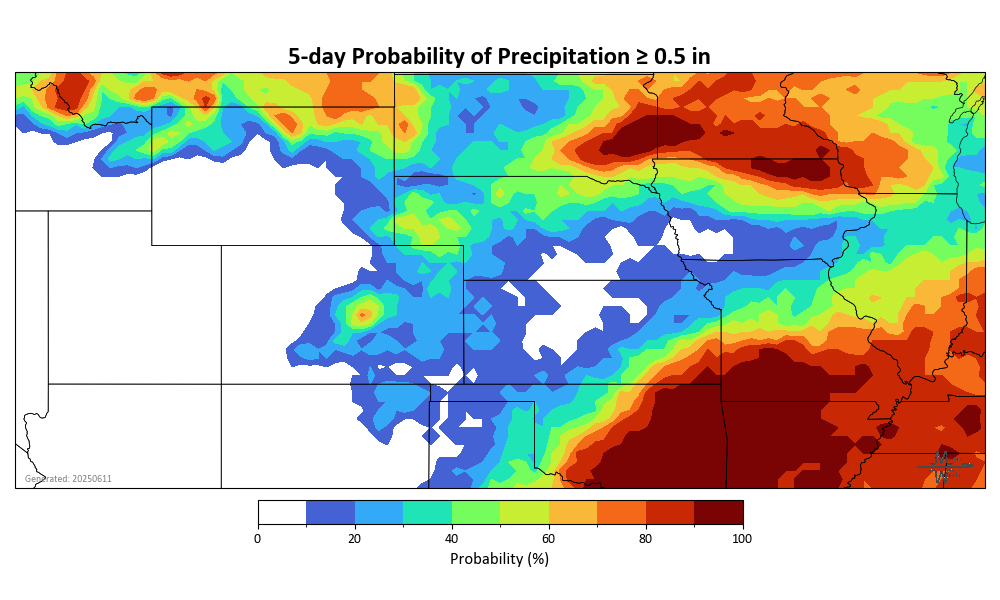 5-day Probability of Precipitation ≥ 0.5 in
Generated: 20250611
0 20 40 60 80 100
Probability (%)